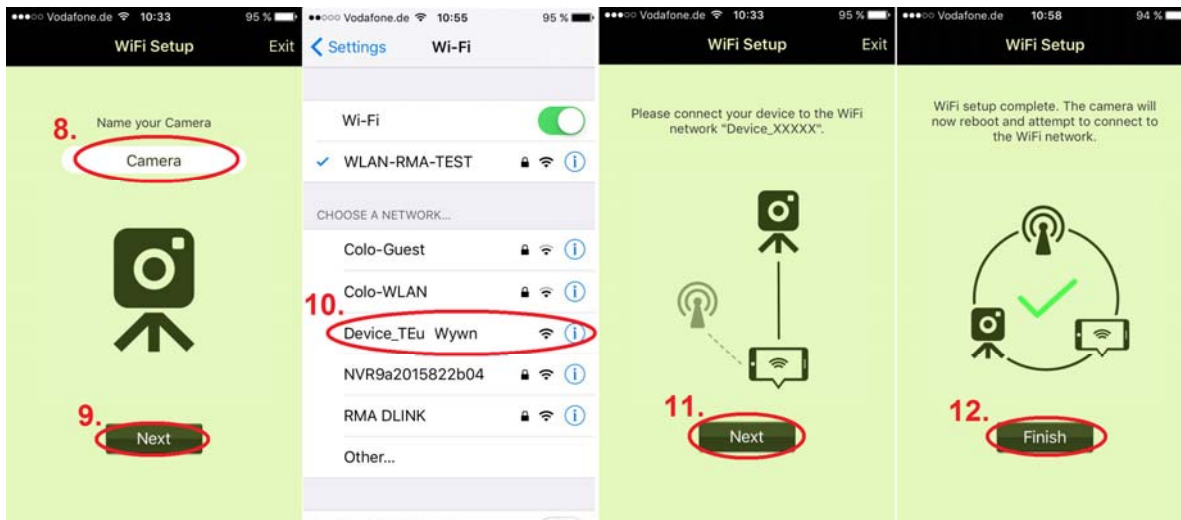 ●●●○○ Vodafone.de 10:33 95 %
WiFi Setup Exit
8.
Name your Camera
Camera
9.
Next
●●○○○ Vodafone.de 10:55 95 %
Settings Wi-Fi
Wi-Fi
WLAN-RMA-TEST
CHOOSE A NETWORK...
Colo-Guest
Colo-WLAN
10.
Device_TEu Wywn
NVR9a2015822b04
RMA DLINK
Other...
●●●○○ Vodafone.de 10:33 95 %
WiFi Setup Exit
Please connect your device to the WiFi
network "Device_XXXXX".
11.
Next
●●●○○ Vodafone.de 10:58 94 %
WiFi Setup
WiFi setup complete. The camera will
now reboot and attempt to connect to
the WiFi network.
12.
Finish